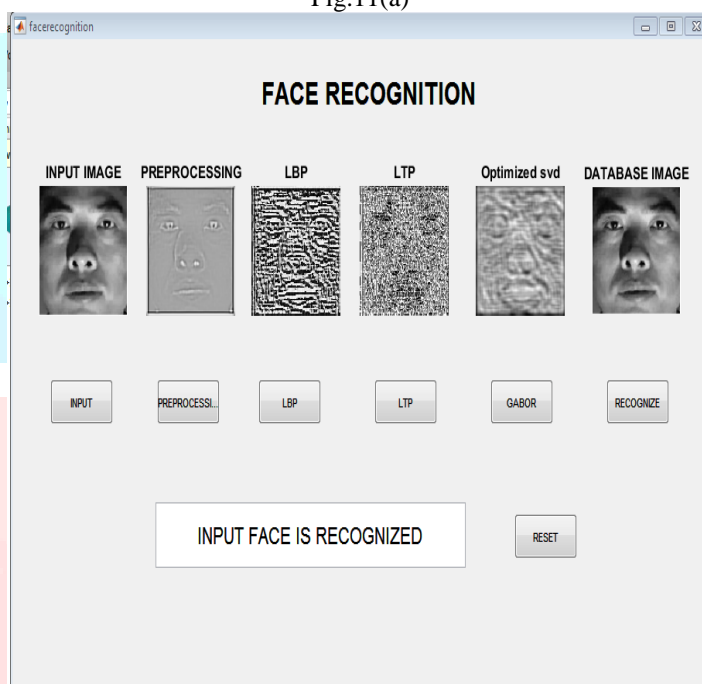 Fig.11(a)
facerecognition
FACE RECOGNITION
INPUT IMAGE PREPROCESSING LBP LTP Optimized svd DATABASE IMAGE
INPUT PREPROCESSI... LBP LTP GABOR RECOGNIZE
INPUT FACE IS RECOGNIZED RESET